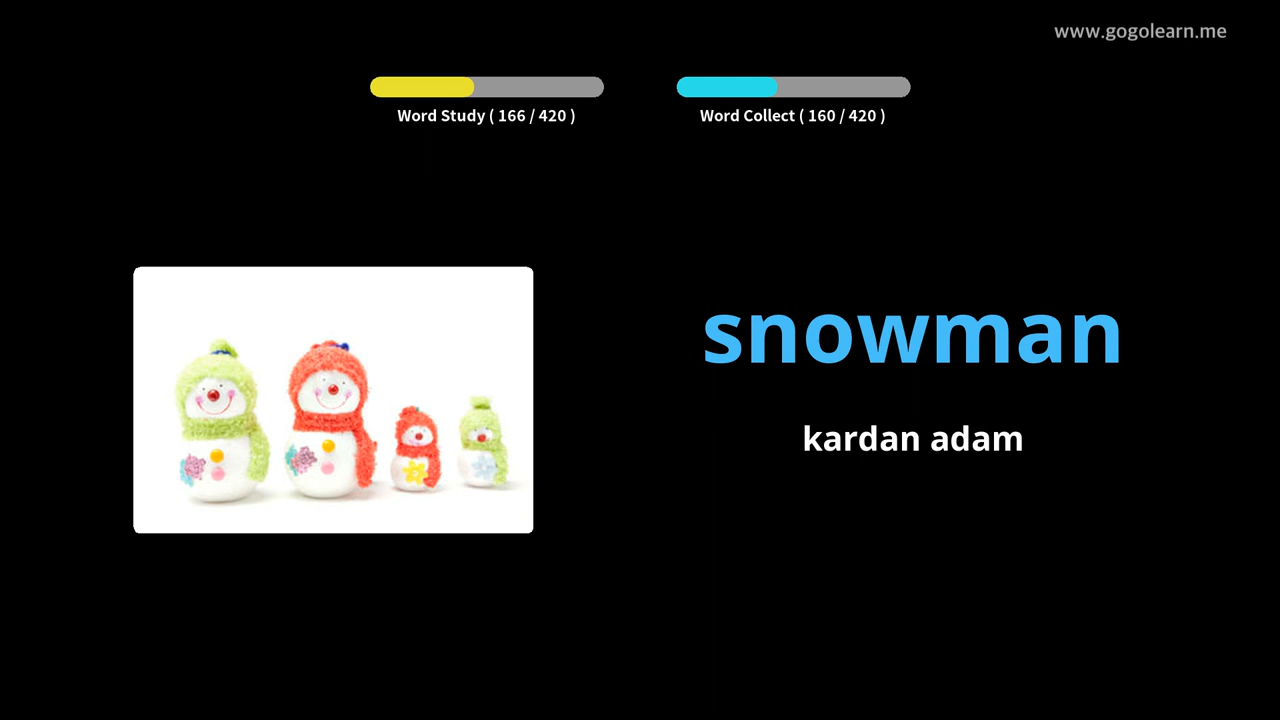 www.gogolearn.me
Word Study ( 166 / 420 )
Word Collect ( 160 / 420 )
snowman
kardan adam